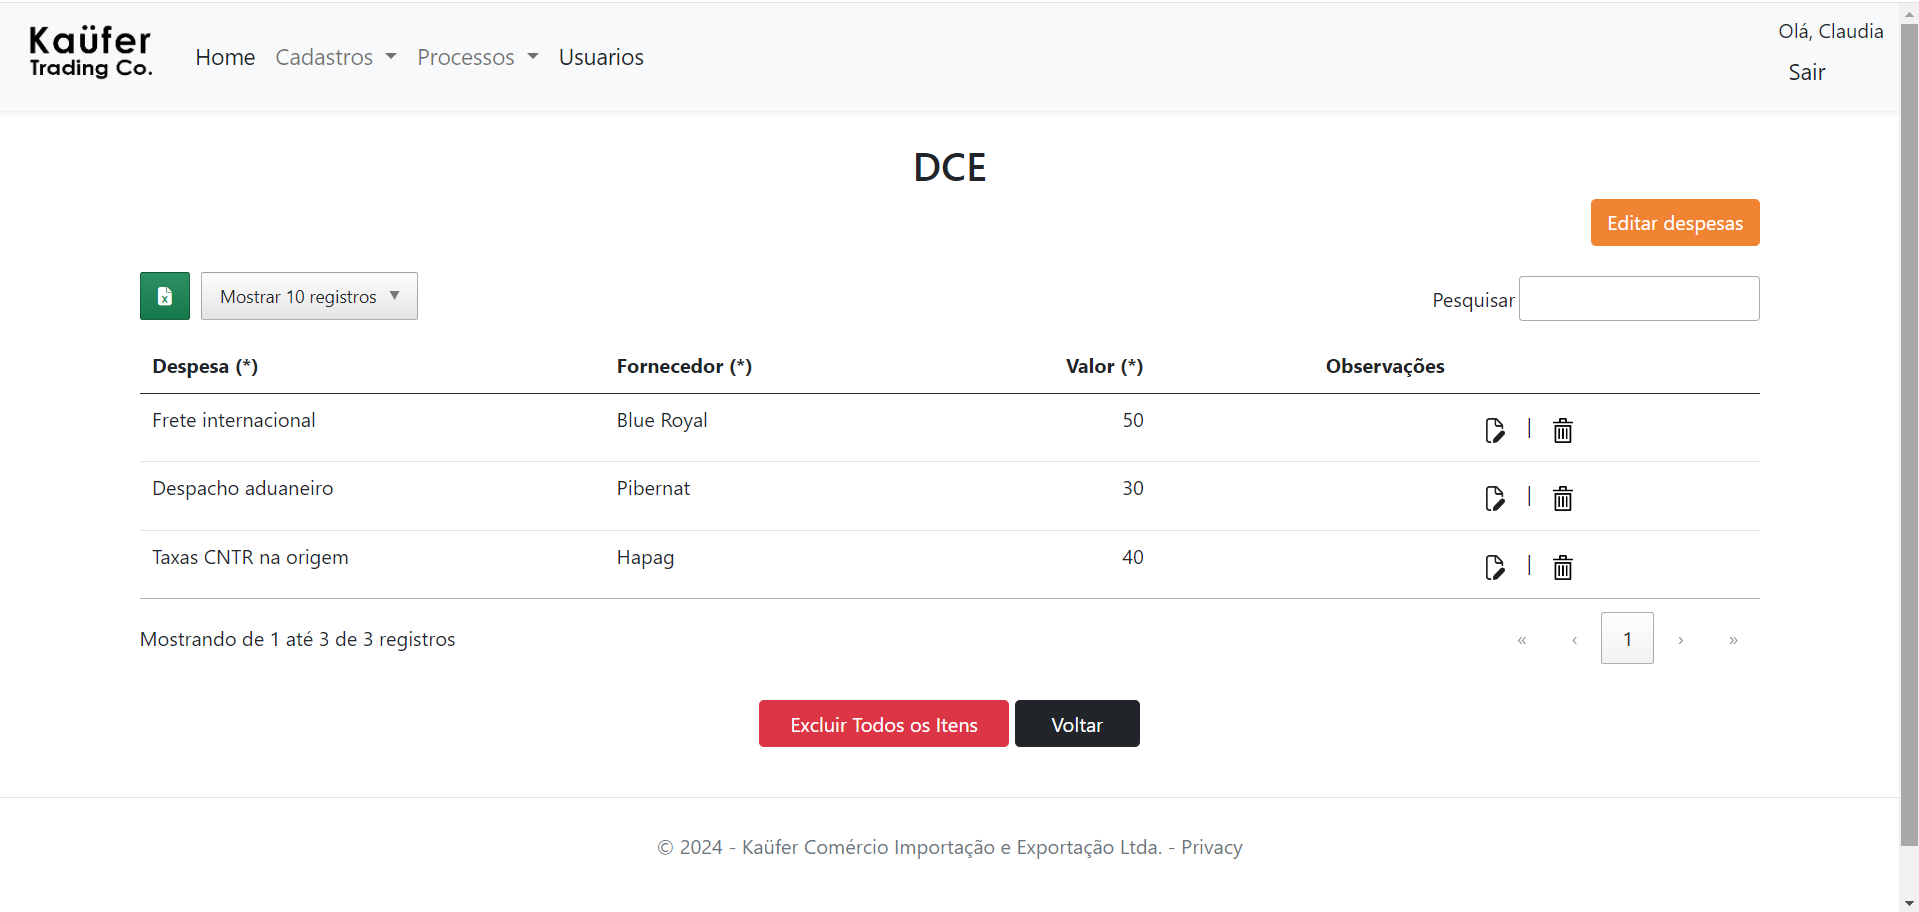 Kaüfer
Trading Co.
Home Cadastros Processos Usuarios
Olá, Claudia
Sair
DCE
Editar despesas
Mostrar 10 registros ▼
Pesquisar
Despesa (*) Fornecedor (*) Valor (*) Observações
Frete internacional Blue Royal 50 |
Despacho aduaneiro Pibernat 30 |
Taxas CNTR na origem Hapag 40 |
Mostrando de 1 até 3 de 3 registros
« ‹ 1 › »
Excluir Todos os Itens Voltar
© 2024 - Kaüfer Comércio Importação e Exportação Ltda. - Privacy